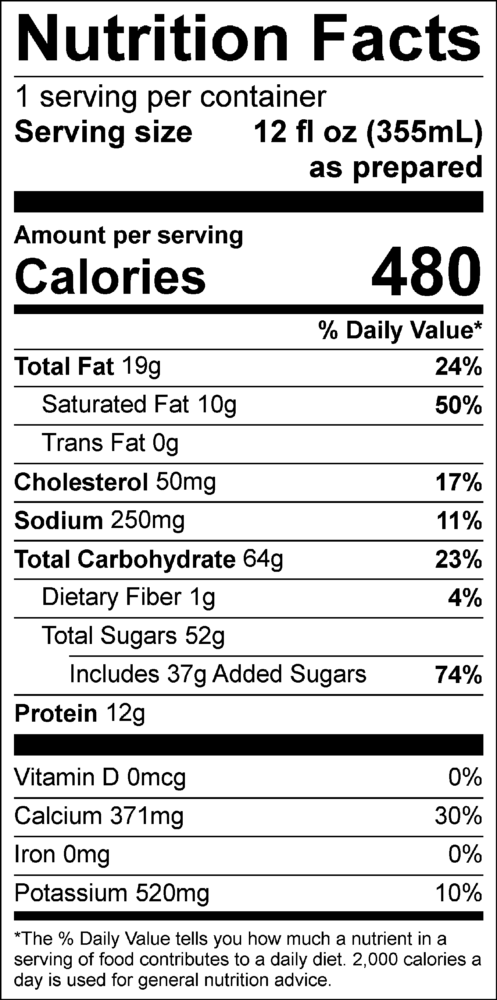 Nutrition Facts
1 serving per container
Serving size 12 fl oz (355mL)
as prepared
Amount per serving
Calories 480
% Daily Value*
Total Fat 19g 24%
Saturated Fat 10g 50%
Trans Fat 0g
Cholesterol 50mg 17%
Sodium 250mg 11%
Total Carbohydrate 64g 23%
Dietary Fiber 1g 4%
Total Sugars 52g
Includes 37g Added Sugars 74%
Protein 12g
Vitamin D 0mcg 0%
Calcium 371mg 30%
Iron 0mg 0%
Potassium 520mg 10%
*The % Daily Value tells you how much a nutrient in a
serving of food contributes to a daily diet. 2,000 calories a
day is used for general nutrition advice.